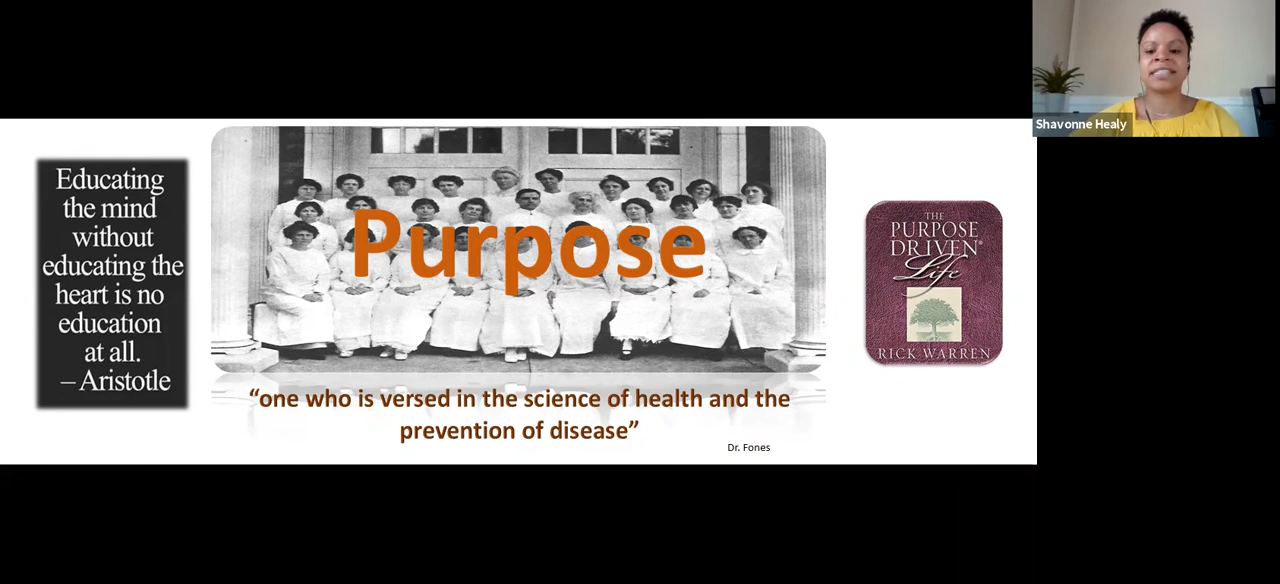 Shavonne Healy
Educating
the mind
without
educating the
heart is no
education
at all.
– Aristotle
Purpose
“one who is versed in the science of health and the
prevention of disease”
Dr. Fones
THE
PURPOSE
DRIVEN®
Life
RICK WARREN